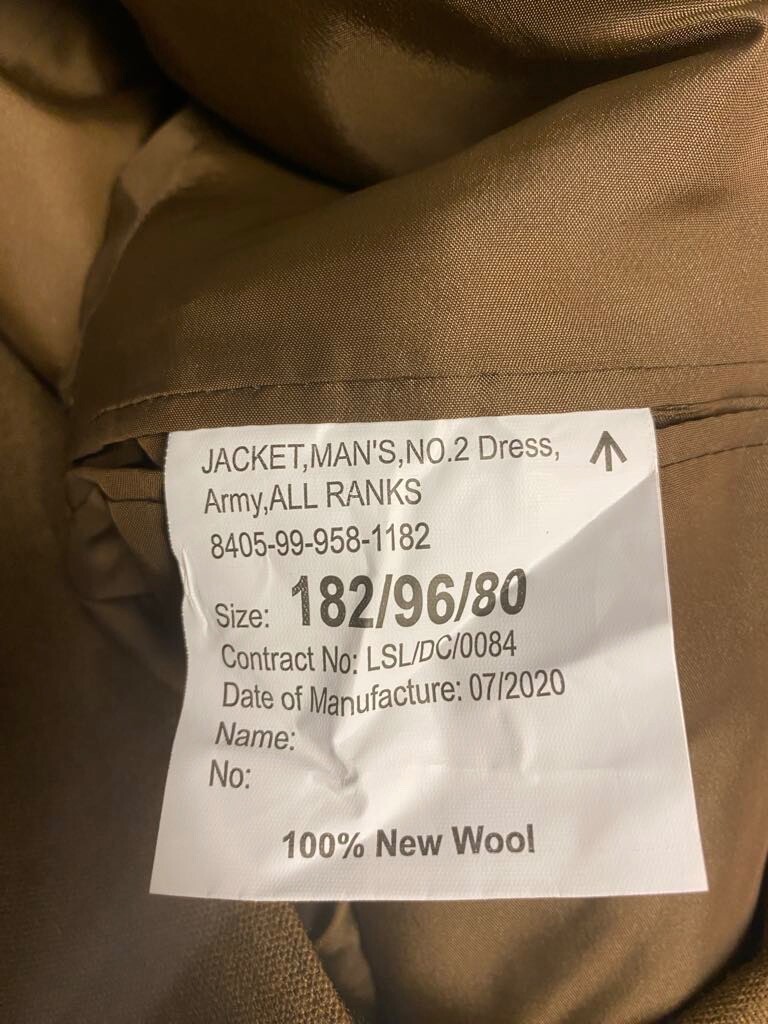 JACKET,MAN'S,NO.2 Dress,
Army,ALL RANKS
8405-99-958-1182
Size: 182/96/80
Contract No: LSL/DC/0084
Date of Manufacture: 07/2020
Name:
No:
100% New Wool